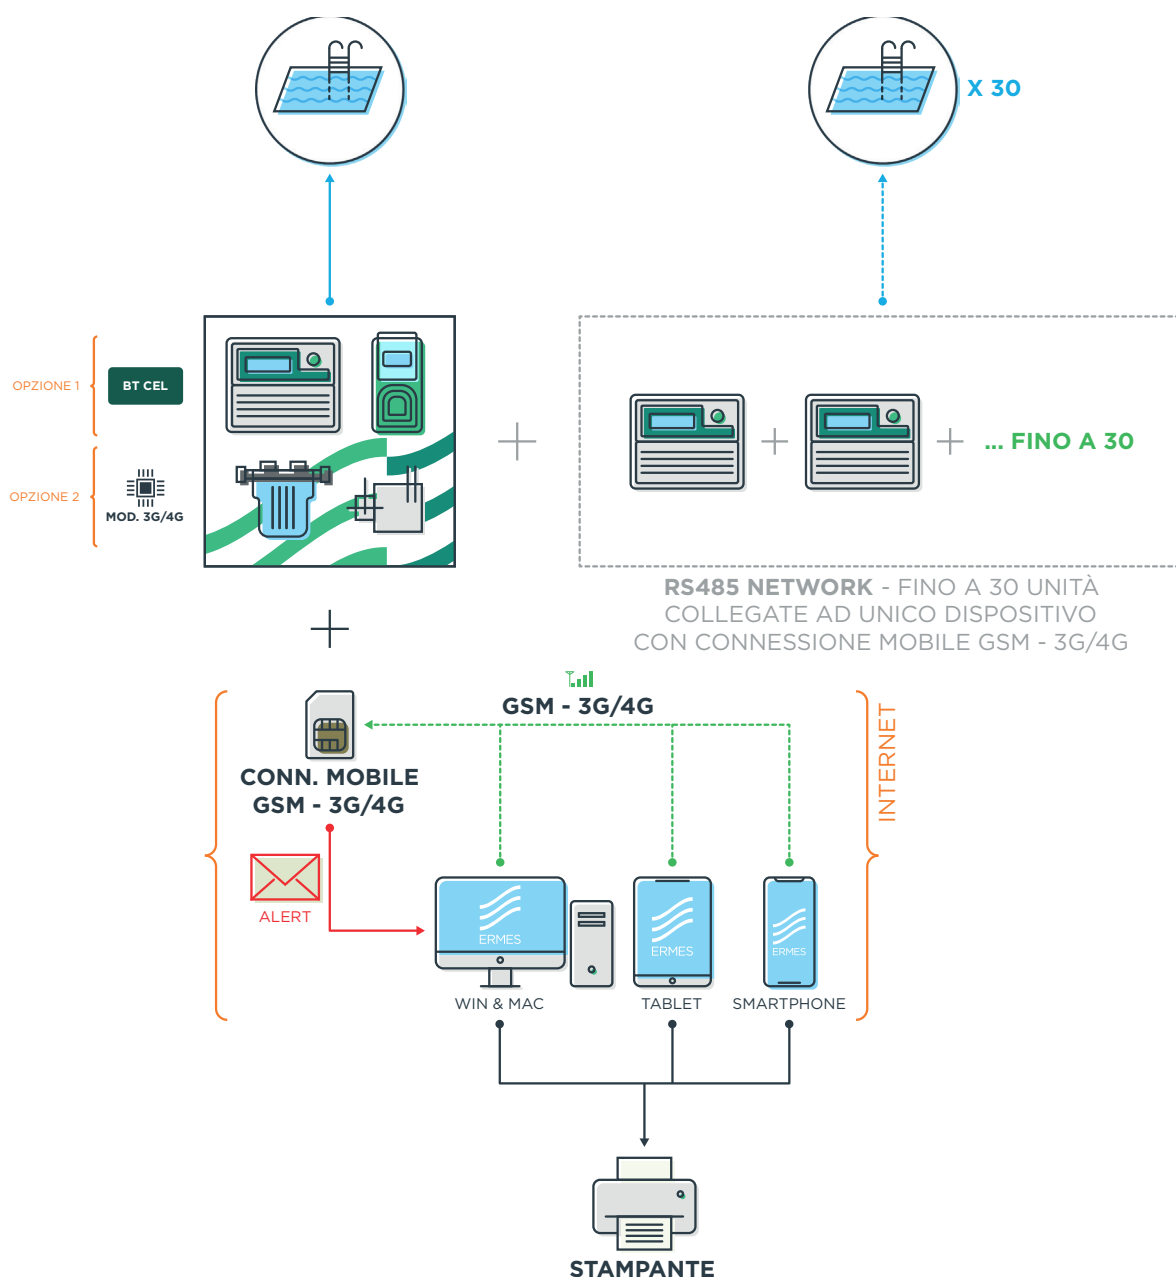 X 30
OPZIONE 1
BT CEL
OPZIONE 2
MOD. 3G/4G
... FINO A 30
RS485 NETWORK - FINO A 30 UNITÀ
COLLEGATE AD UNICO DISPOSITIVO
CON CONNESSIONE MOBILE GSM - 3G/4G
GSM - 3G/4G
CONN. MOBILE
GSM - 3G/4G
INTERNET
ALERT
ERMES
ERMES
ERMES
WIN & MAC
TABLET
SMARTPHONE
STAMPANTE